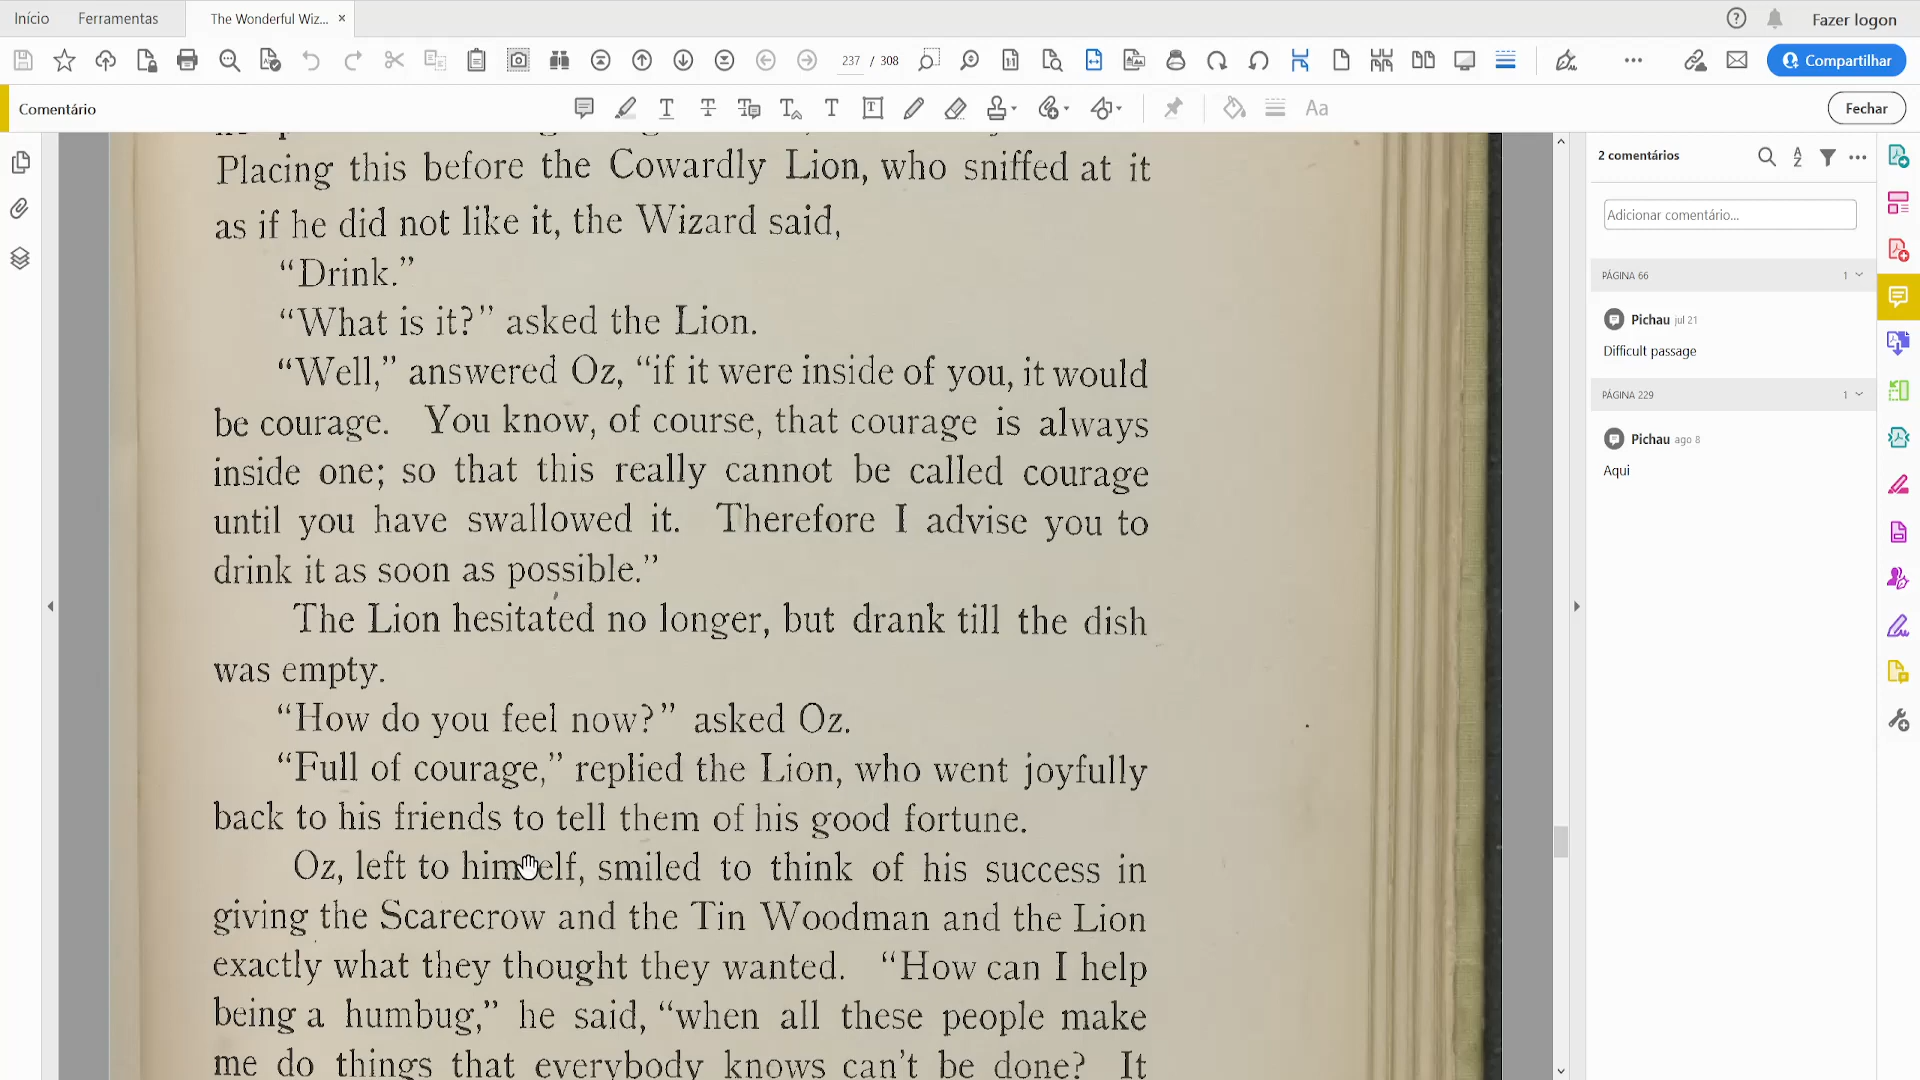 Início
Ferramentas
The Wonderful Wiz...
Fazer logon
237 / 308
Compartilhar
Comentário
Fechar
Placing this before the Cowardly Lion, who sniffed at it
as if he did not like it, the Wizard said,
“Drink.”
“What is it?” asked the Lion.
“Well,” answered Oz, “if it were inside of you, it would
be courage. You know, of course, that courage is always
inside one; so that this really cannot be called courage
until you have swallowed it. Therefore I advise you to
drink it as soon as possible.”
The Lion hesitated no longer, but drank till the dish
was empty.
“How do you feel now?” asked Oz.
“Full of courage,” replied the Lion, who went joyfully
back to his friends to tell them of his good fortune.
Oz, left to himself, smiled to think of his success in
giving the Scarecrow and the Tin Woodman and the Lion
exactly what they thought they wanted. “How can I help
being a humbug,” he said, “when all these people make
me do things that everybody knows can't be done? It
2 comentários
Adicionar comentário...
PÁGINA 66
1
Pichau jul 21
Difficult passage
PÁGINA 229
1
Pichau ago 8
Aqui